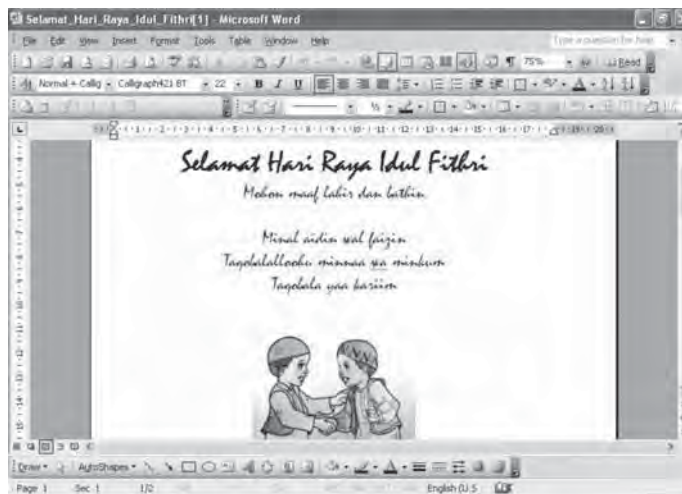 Selamat_Hari_Raya_Idul_Fithri[1] - Microsoft Word
File Edit View Insert Format Tools Table Window Help Type a question for help
75% Read
Normal + Callig Calligraph421 BT 22 B I U
Selamat Hari Raya Idul Fithri
Mohon maaf lahir dan bathin
Minal aidin wal faizin
Taqobalalloohu minnaa wa minkum
Taqobala yaa kariim
Draw AutoShapes
Page 1 Sec 1 1/2 English (U.S